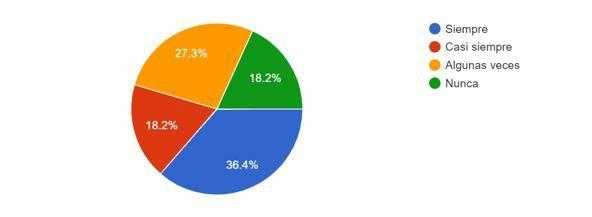 27.3%
18.2%
18.2%
36.4%
Siempre
Casi siempre
Algunas veces
Nunca